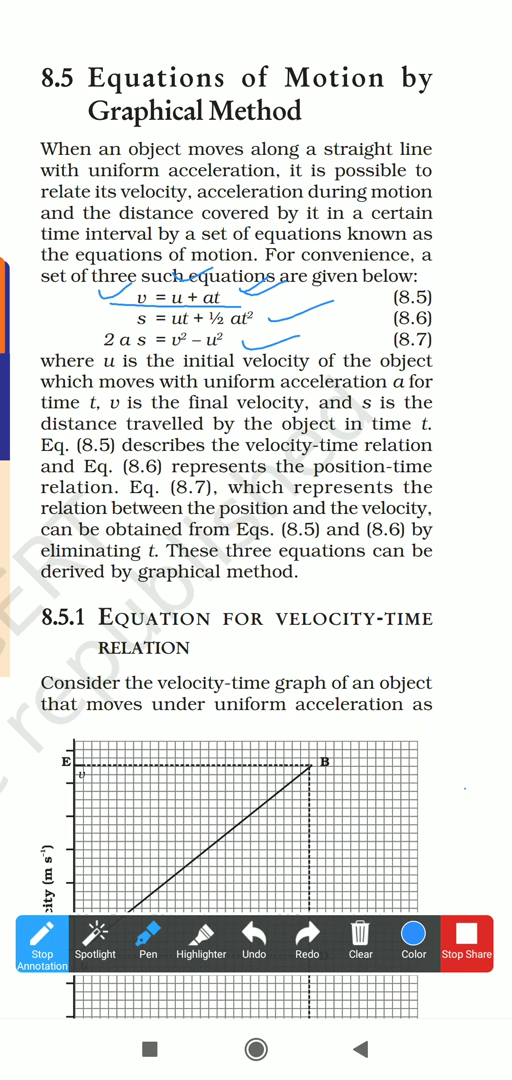 8.5 Equations of Motion by
Graphical Method
When an object moves along a straight line
with uniform acceleration, it is possible to
relate its velocity, acceleration during motion
and the distance covered by it in a certain
time interval by a set of equations known as
the equations of motion. For convenience, a
set of three such equations are given below:
v = u + at (8.5)
s = ut + ½ at² (8.6)
2 a s = v² – u² (8.7)
where u is the initial velocity of the object
which moves with uniform acceleration a for
time t, v is the final velocity, and s is the
distance travelled by the object in time t.
Eq. (8.5) describes the velocity-time relation
and Eq. (8.6) represents the position-time
relation. Eq. (8.7), which represents the
relation between the position and the velocity,
can be obtained from Eqs. (8.5) and (8.6) by
eliminating t. These three equations can be
derived by graphical method.
8.5.1 EQUATION FOR VELOCITY-TIME
RELATION
Consider the velocity-time graph of an object
that moves under uniform acceleration as
E B
v
city (m s⁻¹)
Stop Annotation Spotlight Pen Highlighter Undo Redo Clear Color Stop Share
republished